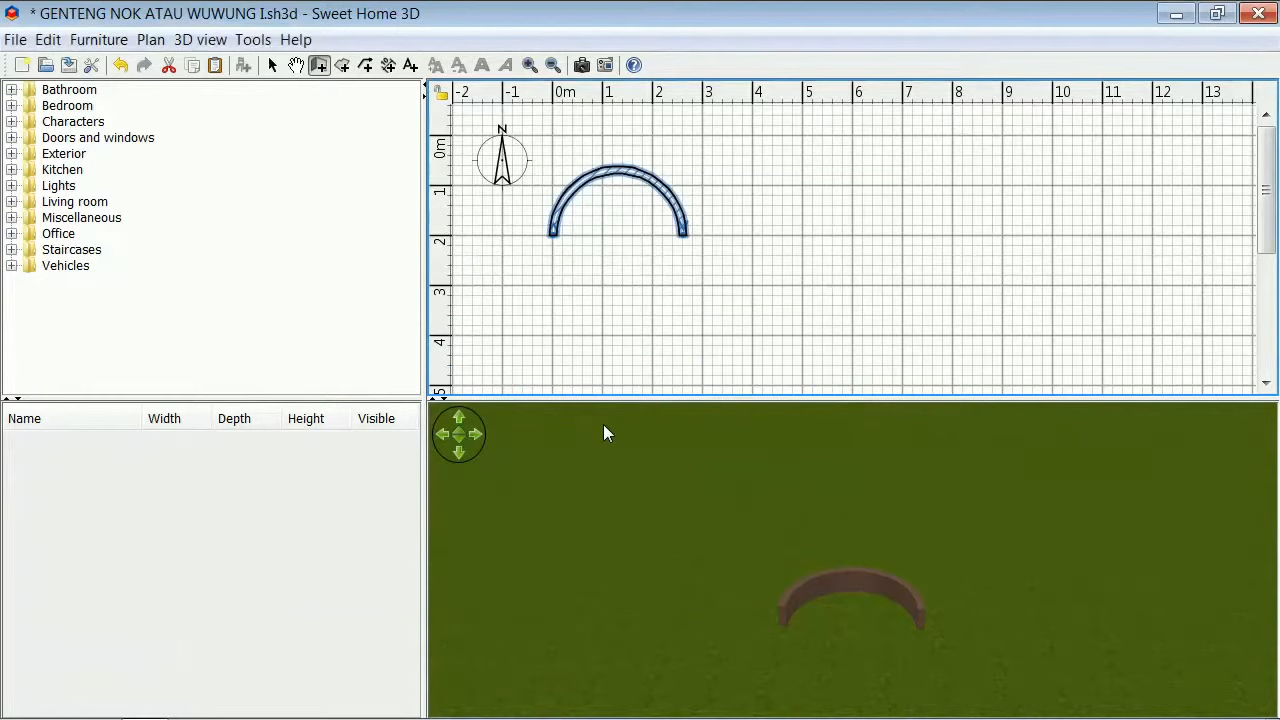 * GENTENG NOK ATAU WUWUNG I.sh3d - Sweet Home 3D
File Edit Furniture Plan 3D view Tools Help
Bathroom
Bedroom
Characters
Doors and windows
Exterior
Kitchen
Lights
Living room
Miscellaneous
Office
Staircases
Vehicles
-2 -1 0m 1 2 3 4 5 6 7 8 9 10 11 12 13
N
0m
1
2
3
4
5
Name Width Depth Height Visible